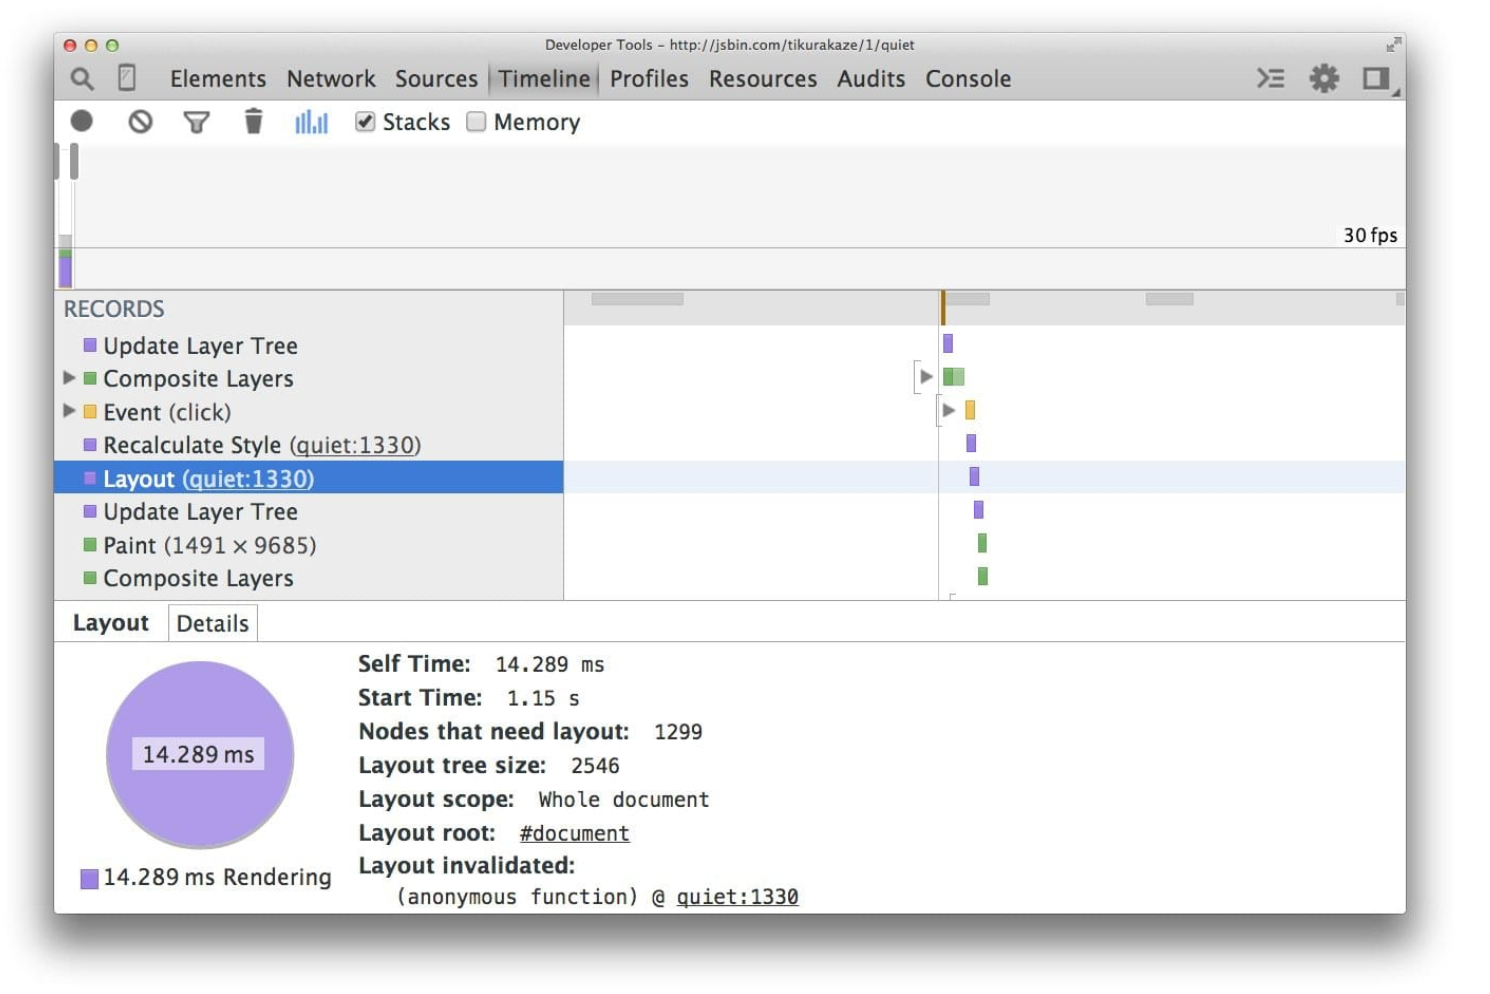 Developer Tools - http://jsbin.com/tikurakaze/1/quiet
Elements Network Sources Timeline Profiles Resources Audits Console
Stacks Memory
30 fps
RECORDS
Update Layer Tree
Composite Layers
Event (click)
Recalculate Style (quiet:1330)
Layout (quiet:1330)
Update Layer Tree
Paint (1491 × 9685)
Composite Layers
Layout Details
14.289 ms
14.289 ms Rendering
Self Time: 14.289 ms
Start Time: 1.15 s
Nodes that need layout: 1299
Layout tree size: 2546
Layout scope: Whole document
Layout root: #document
Layout invalidated:
(anonymous function) @ quiet:1330